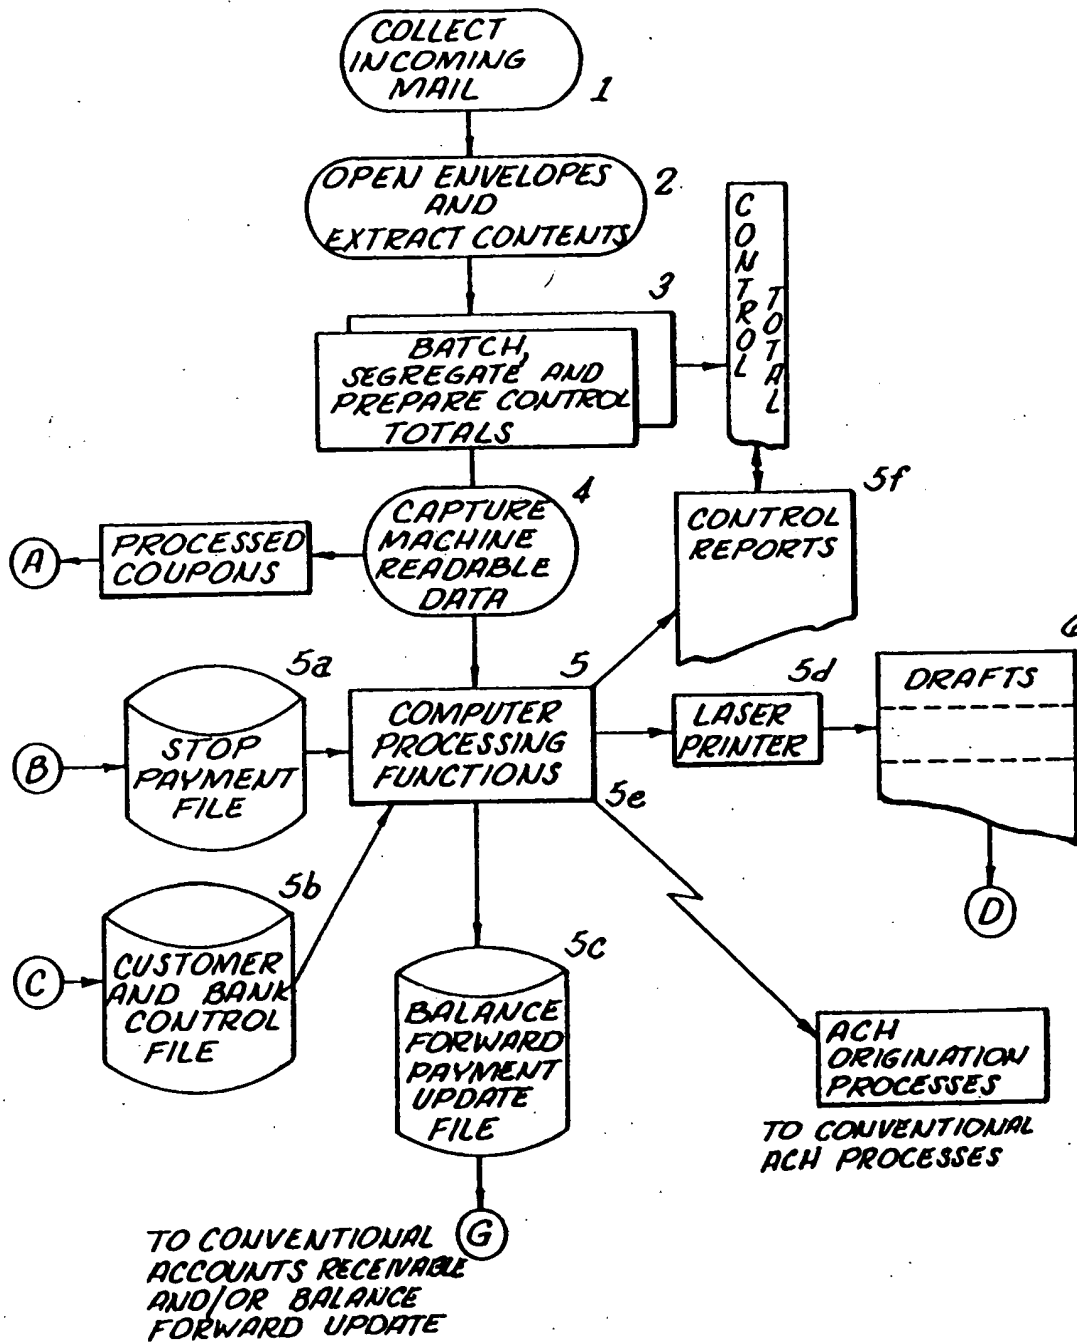 COLLECT
INCOMING
MAIL
1
OPEN ENVELOPES
AND
EXTRACT CONTENTS
2
BATCH,
SEGREGATE AND
PREPARE CONTROL
TOTALS
3
CONTROL
TOTAL
CAPTURE
MACHINE
READABLE
DATA
4
PROCESSED
COUPONS
A
CONTROL
REPORTS
5f
B
STOP
PAYMENT
FILE
5a
COMPUTER
PROCESSING
FUNCTIONS
5
5e
LASER
PRINTER
5d
DRAFTS
D
C
CUSTOMER
AND BANK
CONTROL
FILE
5b
BALANCE
FORWARD
PAYMENT
UPDATE
FILE
5c
ACH
ORIGINATION
PROCESSES
TO CONVENTIONAL
ACH PROCESSES
G
TO CONVENTIONAL
ACCOUNTS RECEIVABLE
AND/OR BALANCE
FORWARD UPDATE